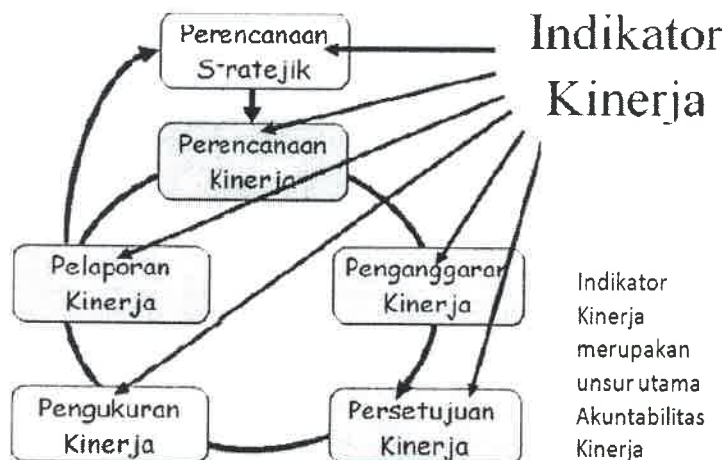 Perencanaan
S-ratejik
Indikator
Kinerja
Perencanaan
Kinerja
Pelaporan
Kinerja
Penganggaran
Kinerja
Pengukuran
Kinerja
Persetujuan
Kinerja
Indikator
Kinerja
merupakan
unsur utama
Akuntabilitas
Kinerja